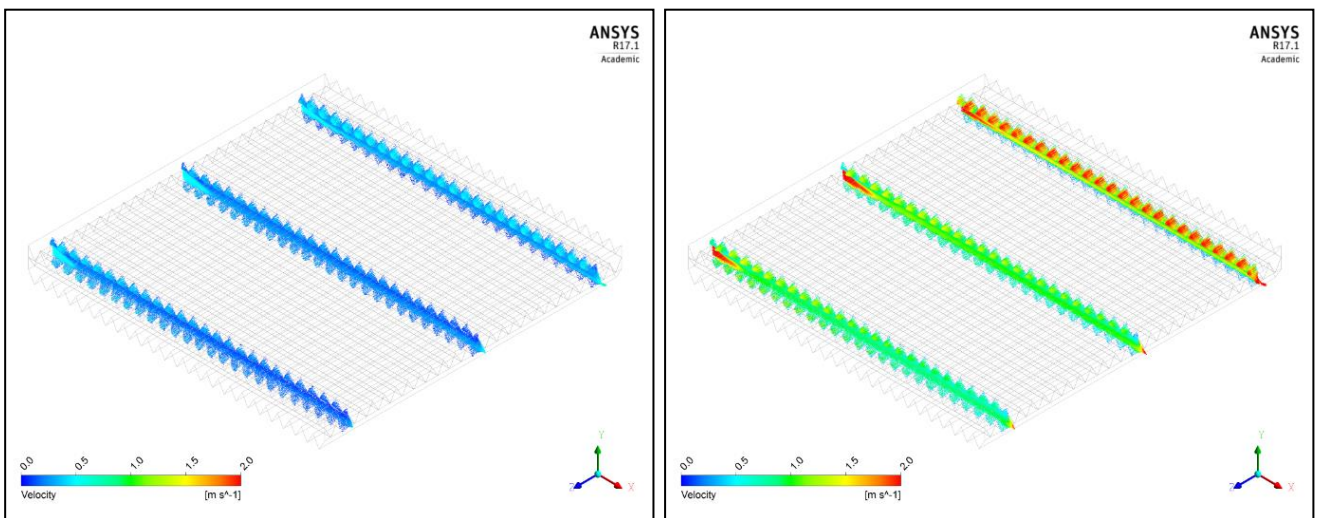 ANSYS
R17.1
Academic
0.0 0.5 1.0 1.5 2.0
Velocity [m s^-1]
Y
Z X
ANSYS
R17.1
Academic
0.0 0.5 1.0 1.5 2.0
Velocity [m s^-1]
Y
Z X